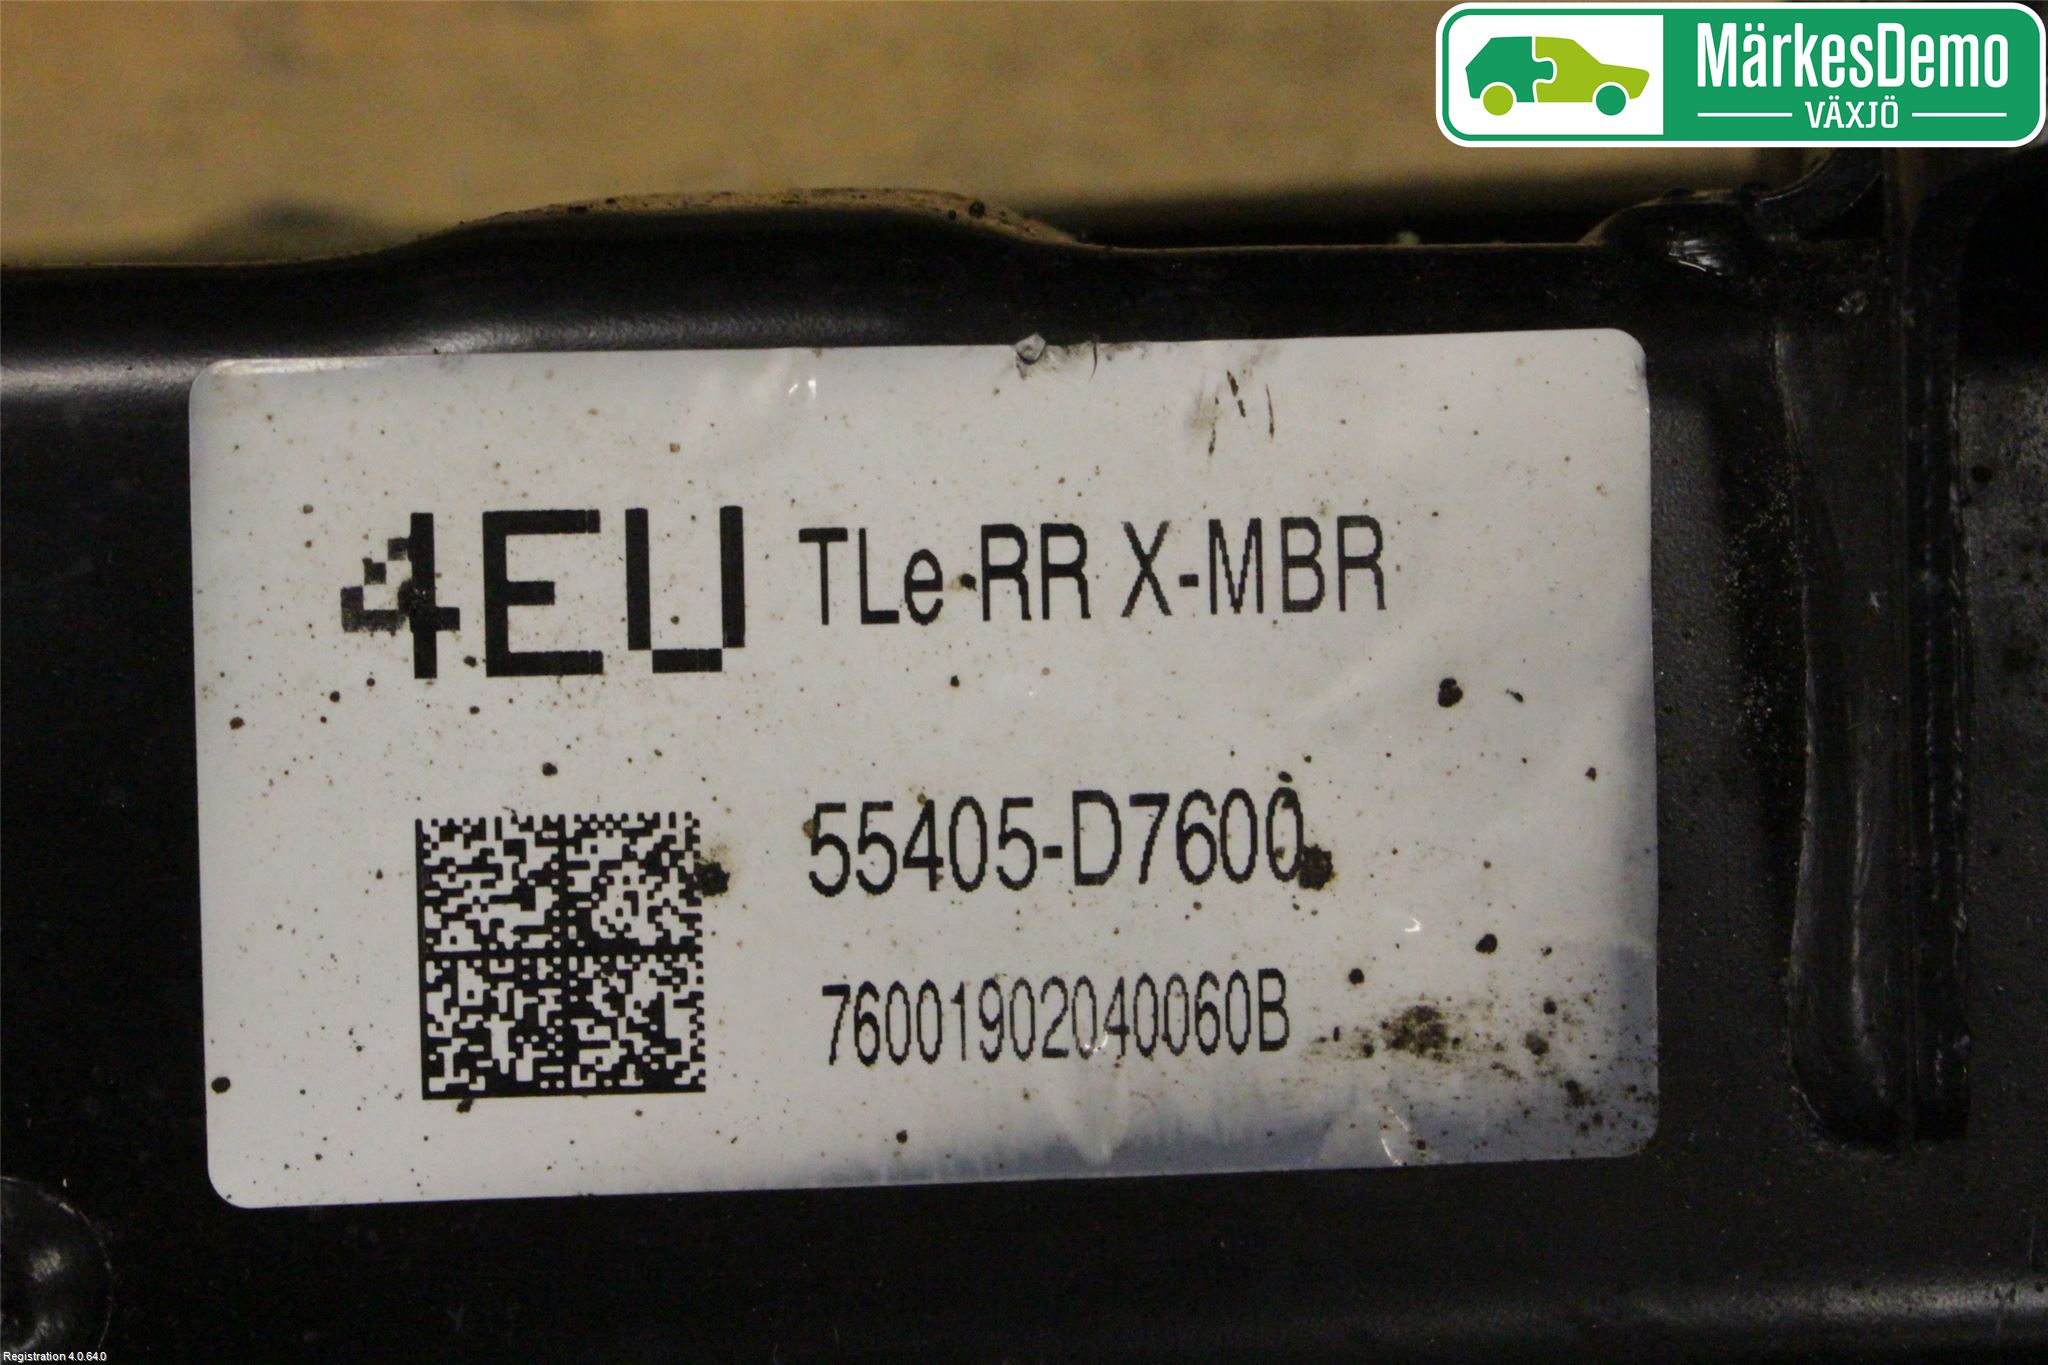 MärkesDemo
VÄXJÖ
4EU TLe RR X-MBR
55405-D7600
76001902040060B
Registration 4.0.64.0